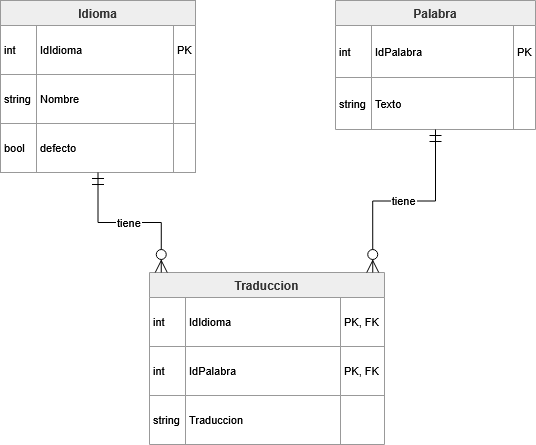 Idioma
int IdIdioma PK
string Nombre
bool defecto
Palabra
int IdPalabra PK
string Texto
tiene
tiene
Traduccion
int IdIdioma PK, FK
int IdPalabra PK, FK
string Traduccion